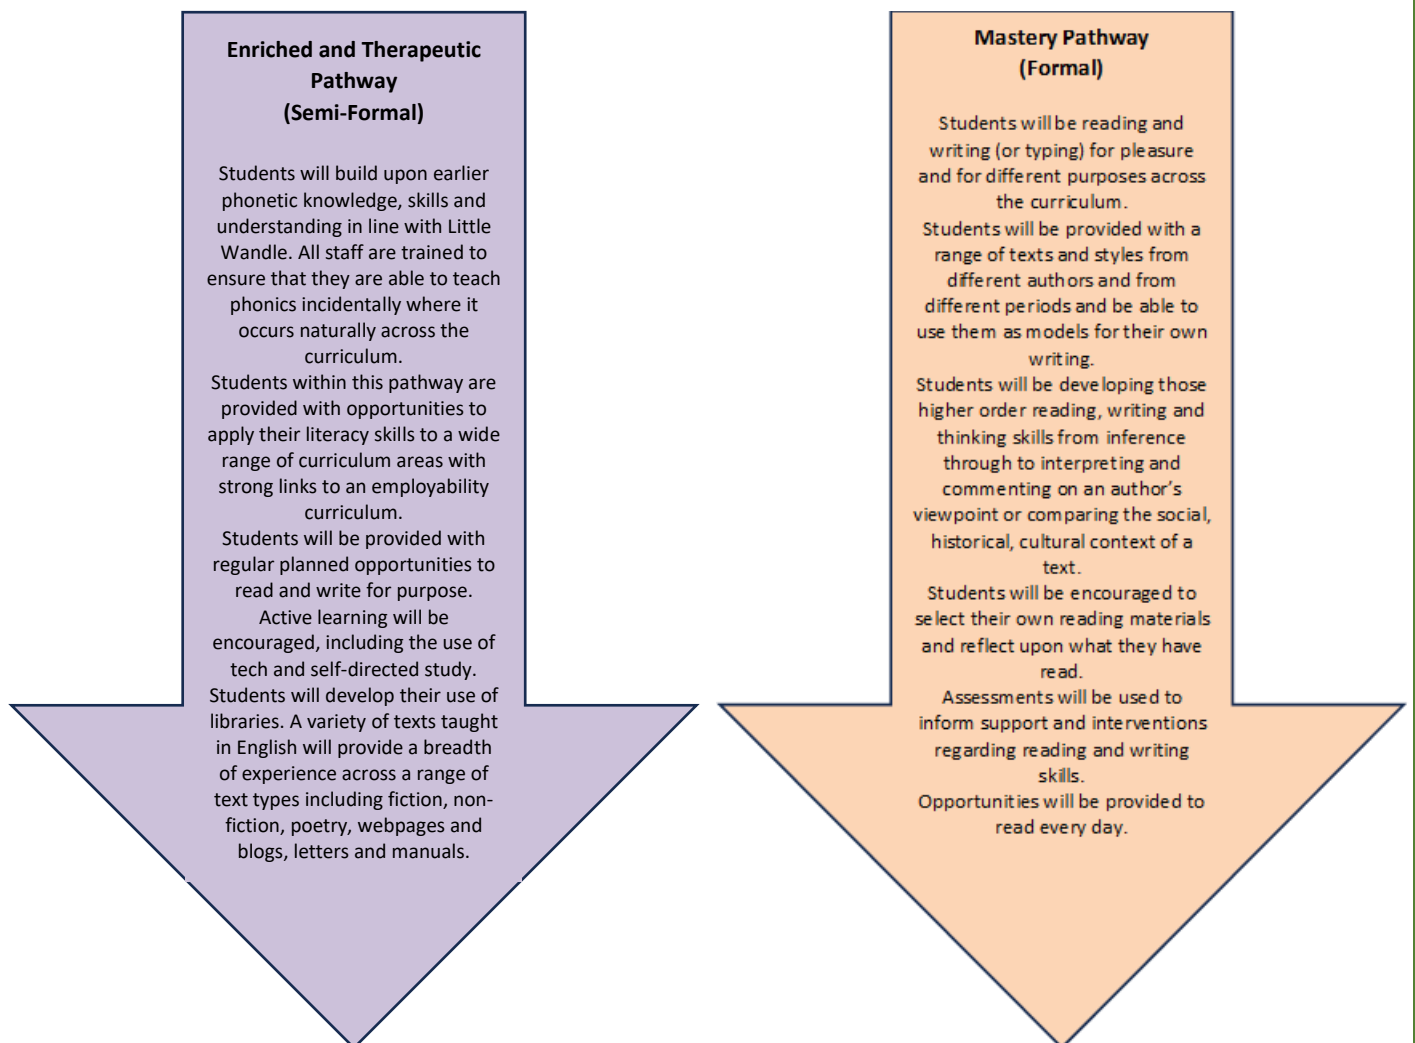 Enriched and Therapeutic
Pathway
(Semi-Formal)
Students will build upon earlier
phonetic knowledge, skills and
understanding in line with Little
Wandle. All staff are trained to
ensure that they are able to teach
phonics incidentally where it
occurs naturally across the
curriculum.
Students within this pathway are
provided with opportunities to
apply their literacy skills to a wide
range of curriculum areas with
strong links to an employability
curriculum.
Students will be provided with
regular planned opportunities to
read and write for purpose.
Active learning will be
encouraged, including the use of
tech and self-directed study.
Students will develop their use of
libraries. A variety of texts taught
in English will provide a breadth
of experience across a range of
text types including fiction, non-
fiction, poetry, webpages and
blogs, letters and manuals.
Mastery Pathway
(Formal)
Students will be reading and
writing (or typing) for pleasure
and for different purposes across
the curriculum.
Students will be provided with a
range of texts and styles from
different authors and from
different periods and be able to
use them as models for their own
writing.
Students will be developing those
higher order reading, writing and
thinking skills from inference
through to interpreting and
commenting on an author's
viewpoint or comparing the social,
historical, cultural context of a
text.
Students will be encouraged to
select their own reading materials
and reflect upon what they have
read.
Assessments will be used to
inform support and interventions
regarding reading and writing
skills.
Opportunities will be provided to
read every day.